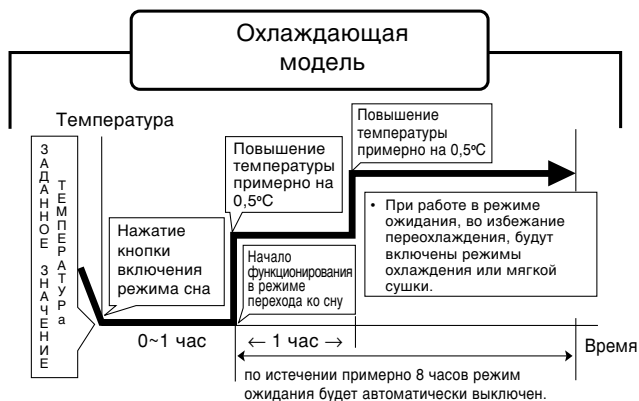 Охлаждающая
модель
Температура
ЗАДАННОЕ ЗНАЧЕНИЕ
ТЕМПЕРАТУРа
Нажатие
кнопки
включения
режима сна
Повышение
температуры
примерно на
0,5°C
Повышение
температуры
примерно на 0,5°C
Начало
функционирования
в режиме
перехода ко сну
• При работе в режиме
ожидания, во избежание
переохлаждения, будут
включены режимы
охлаждения или мягкой
сушки.
0~1 час
← 1 час →
Время
по истечении примерно 8 часов режим
ожидания будет автоматически выключен.